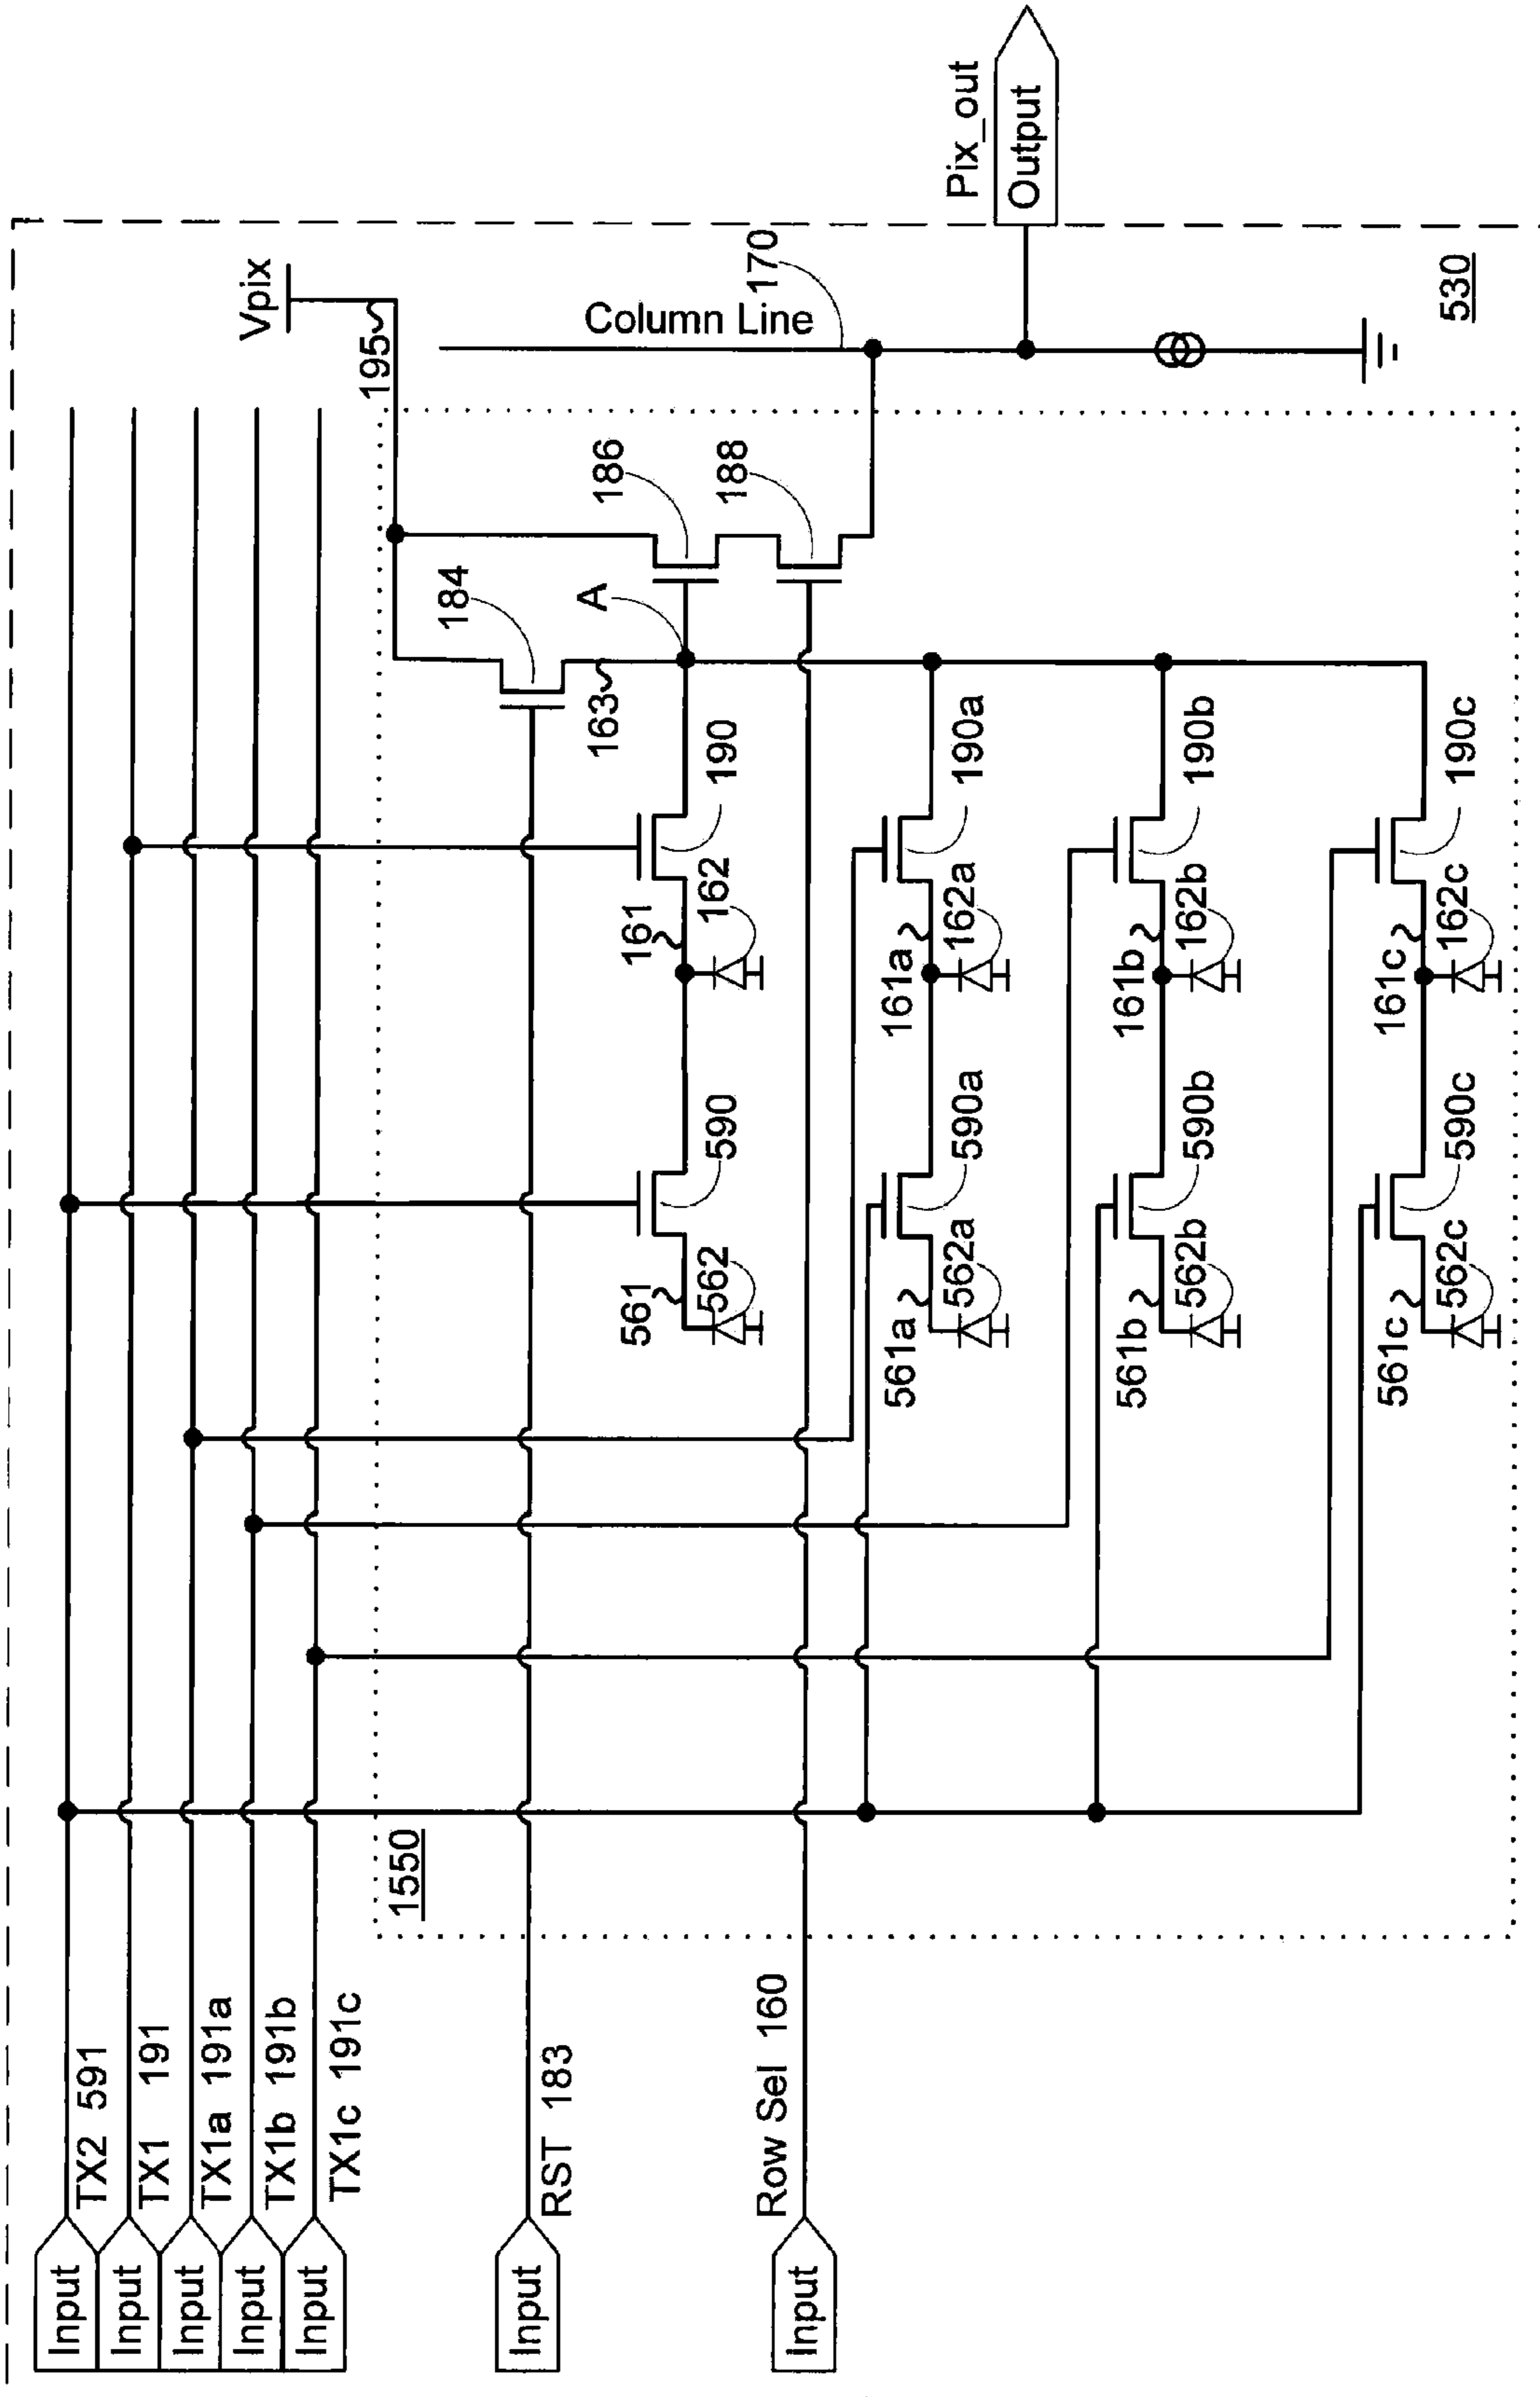 Input
TX2 591
Input
TX1 191
Input
TX1a 191a
Input
TX1b 191b
Input
TX1c 191c
Input
RST 183
Input
Row Sel 160
1550
Vpix
195
Column Line
170
Pix_out
Output
530
184
186
188
A
163
561
562
590
161
162
190
561a
562a
590a
161a
162a
190a
561b
562b
590b
161b
162b
190b
561c
562c
590c
161c
162c
190c